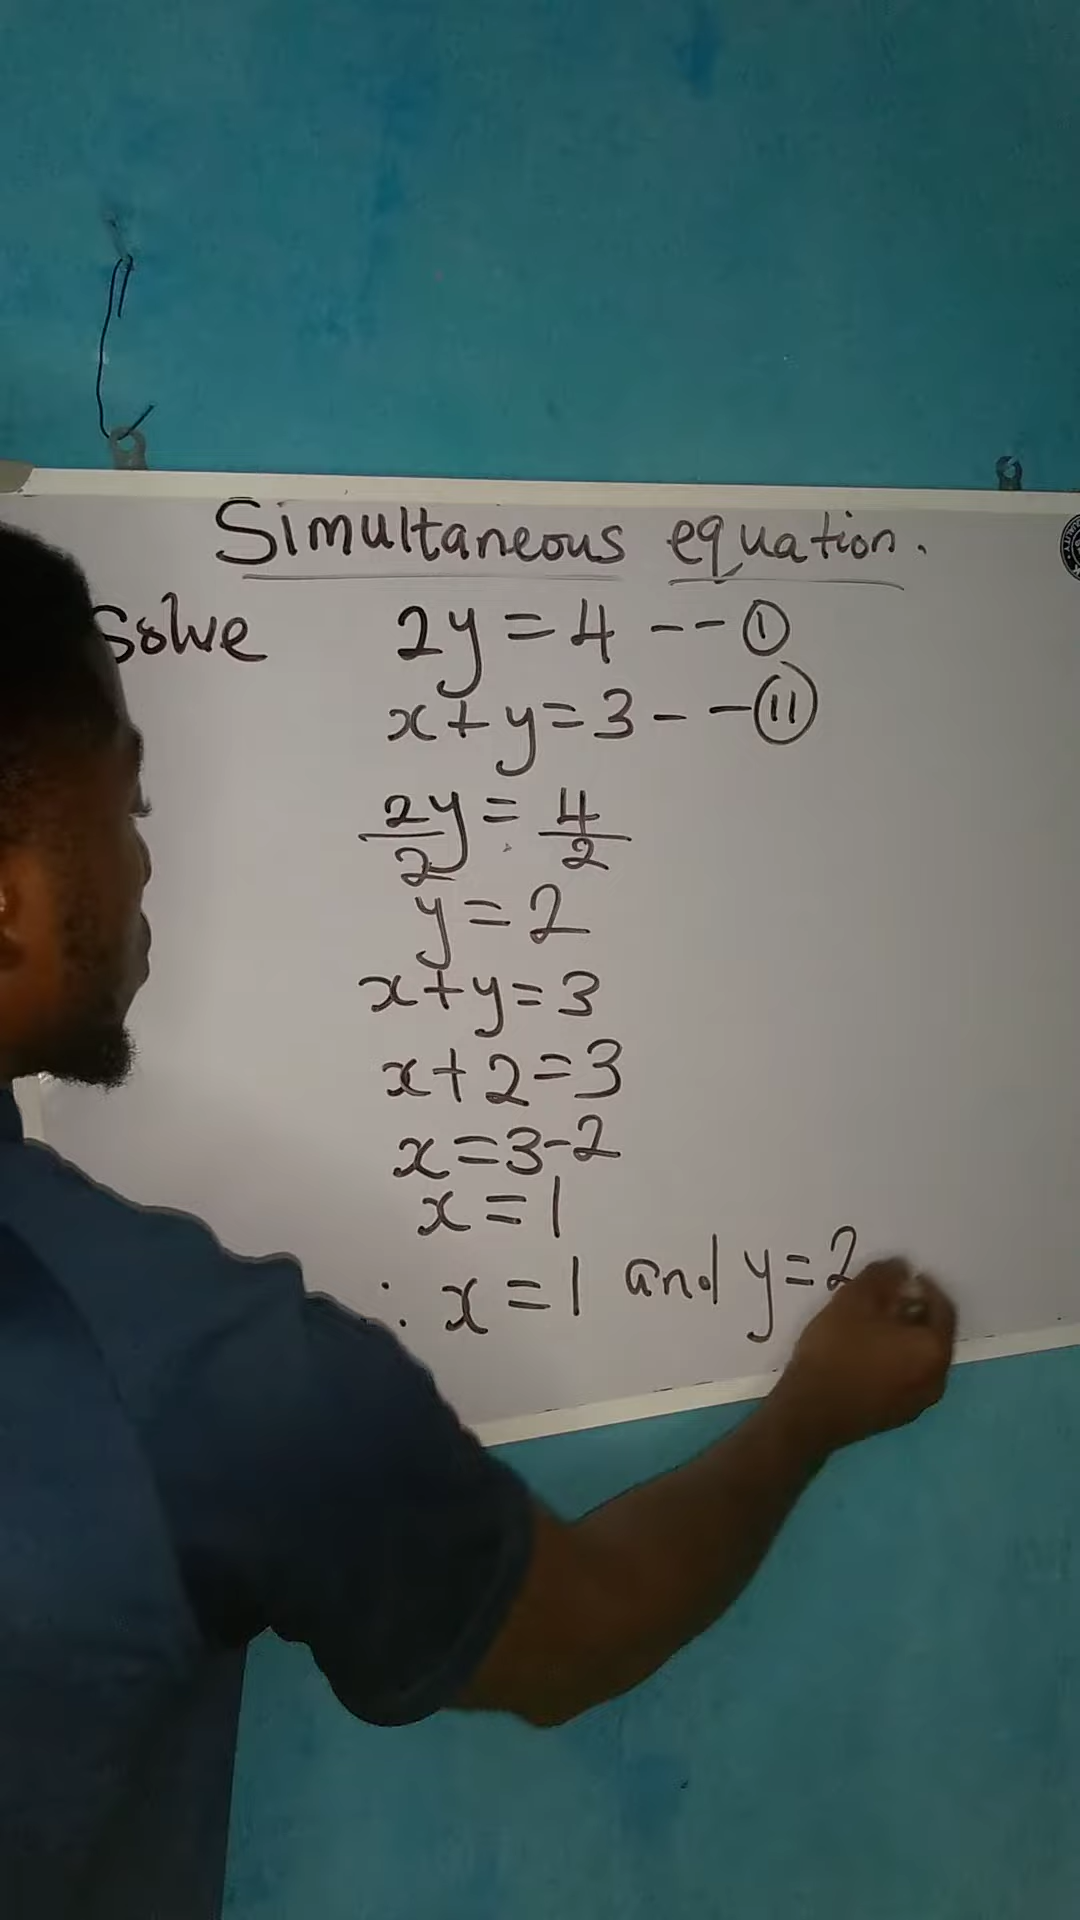 Simultaneous equation.
Solve 2y = 4 -- ①
x + y = 3 - - ⑪
2y/2 = 4/2
y = 2
x + y = 3
x + 2 = 3
x = 3 - 2
x = 1
∴ x = 1 and y = 2